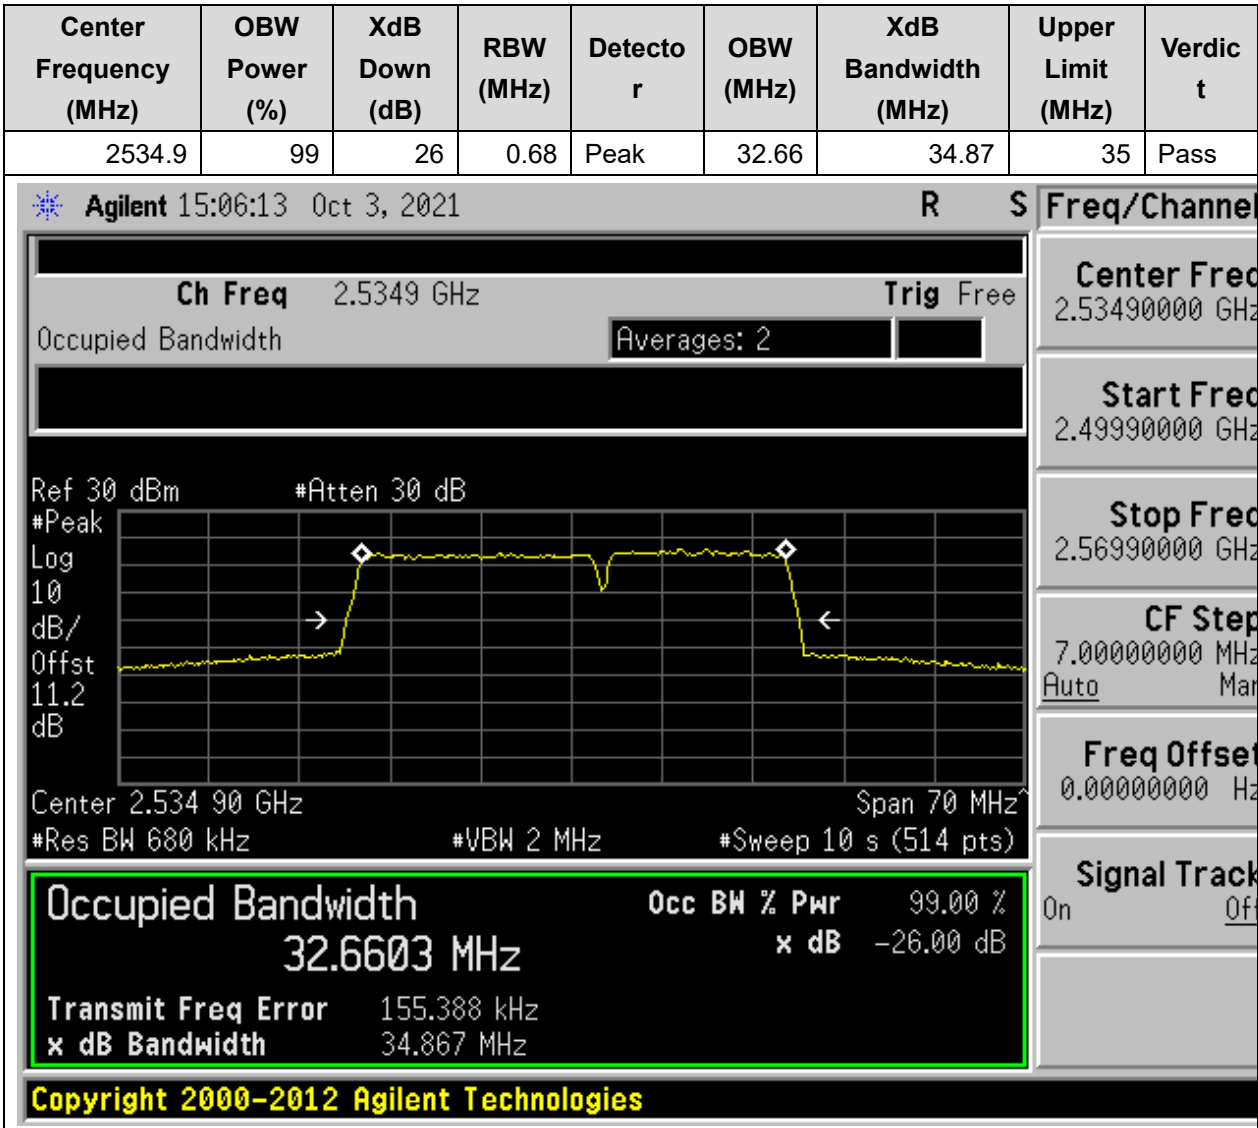 Center Frequency (MHz) OBW Power (%) XdB Down (dB) RBW (MHz) Detecto r OBW (MHz) XdB Bandwidth (MHz) Upper Limit (MHz) Verdic t
2534.9 99 26 0.68 Peak 32.66 34.87 35 Pass
Agilent 15:06:13 Oct 3, 2021 R S
Freq/Channel
Ch Freq 2.5349 GHz Trig Free
Occupied Bandwidth Averages: 2
Center Freq
2.53490000 GHz
Start Freq
2.49990000 GHz
Stop Freq
2.56990000 GHz
CF Step
7.00000000 MHz
Auto Man
Freq Offset
0.00000000 Hz
Signal Track
On Off
Ref 30 dBm #Atten 30 dB
#Peak
Log
10
dB/
Offst
11.2
dB
Center 2.534 90 GHz Span 70 MHz^
#Res BW 680 kHz #VBW 2 MHz #Sweep 10 s (514 pts)
Occupied Bandwidth Occ BW % Pwr 99.00 %
32.6603 MHz x dB -26.00 dB
Transmit Freq Error 155.388 kHz
x dB Bandwidth 34.867 MHz
Copyright 2000-2012 Agilent Technologies